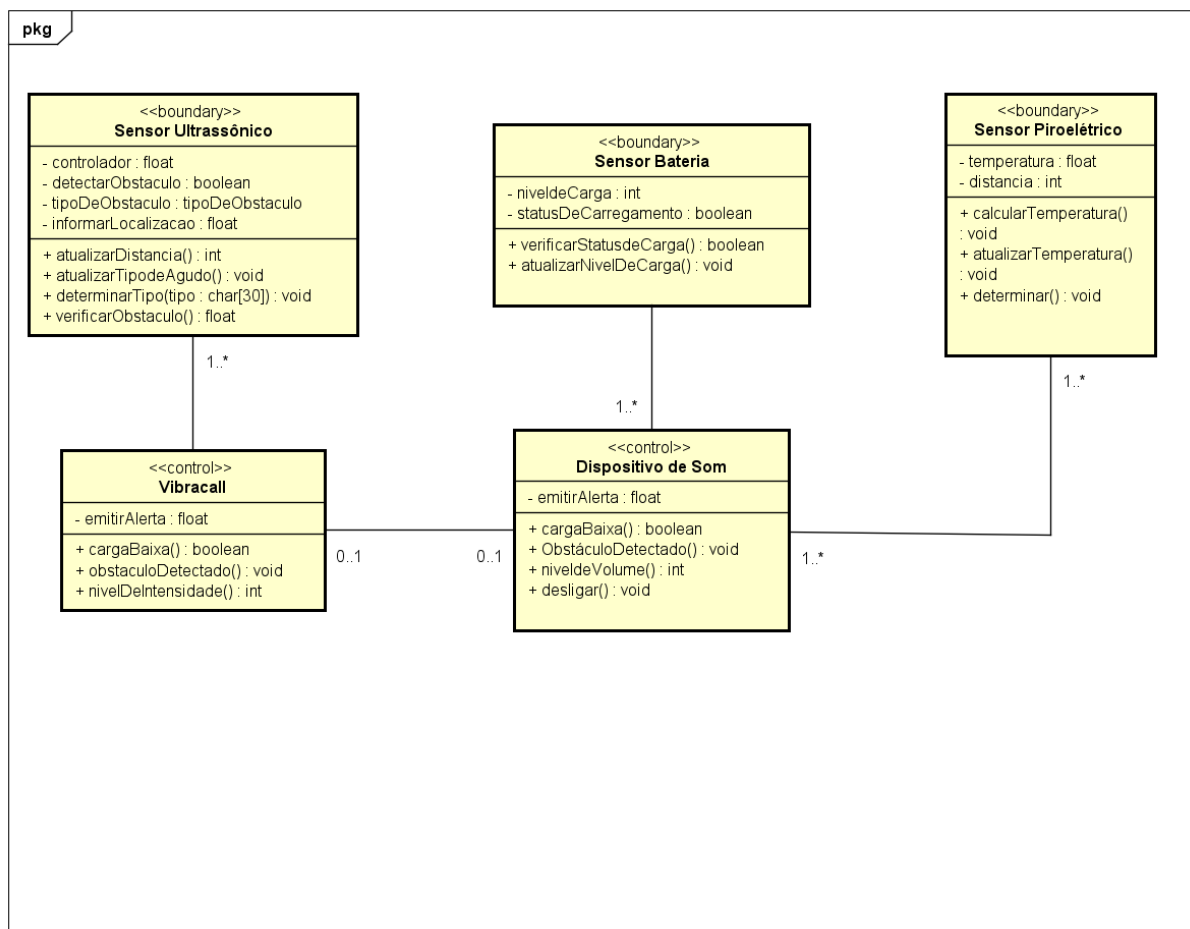 pkg
<<boundary>>
Sensor Ultrassônico
- controlador : float
- detectarObstaculo : boolean
- tipoDeObstaculo : tipoDeObstaculo
- informarLocalizacao : float
+ atualizarDistancia() : int
+ atualizarTipodeAgudo() : void
+ determinarTipo(tipo : char[30]) : void
+ verificarObstaculo() : float
1..*
<<boundary>>
Sensor Bateria
- niveldeCarga : int
- statusDeCarregamento : boolean
+ verificarStatusdeCarga() : boolean
+ atualizarNivelDeCarga() : void
1..*
<<boundary>>
Sensor Piroelétrico
- temperatura : float
- distancia : int
+ calcularTemperatura()
: void
+ atualizarTemperatura()
: void
+ determinar() : void
1..*
<<control>>
Vibracall
- emitirAlerta : float
+ cargaBaixa() : boolean
+ obstaculoDetectado() : void
+ nivelDeIntensidade() : int
0..1
0..1
<<control>>
Dispositivo de Som
- emitirAlerta : float
+ cargaBaixa() : boolean
+ ObstáculoDetectado() : void
+ niveldeVolume() : int
+ desligar() : void
1..*